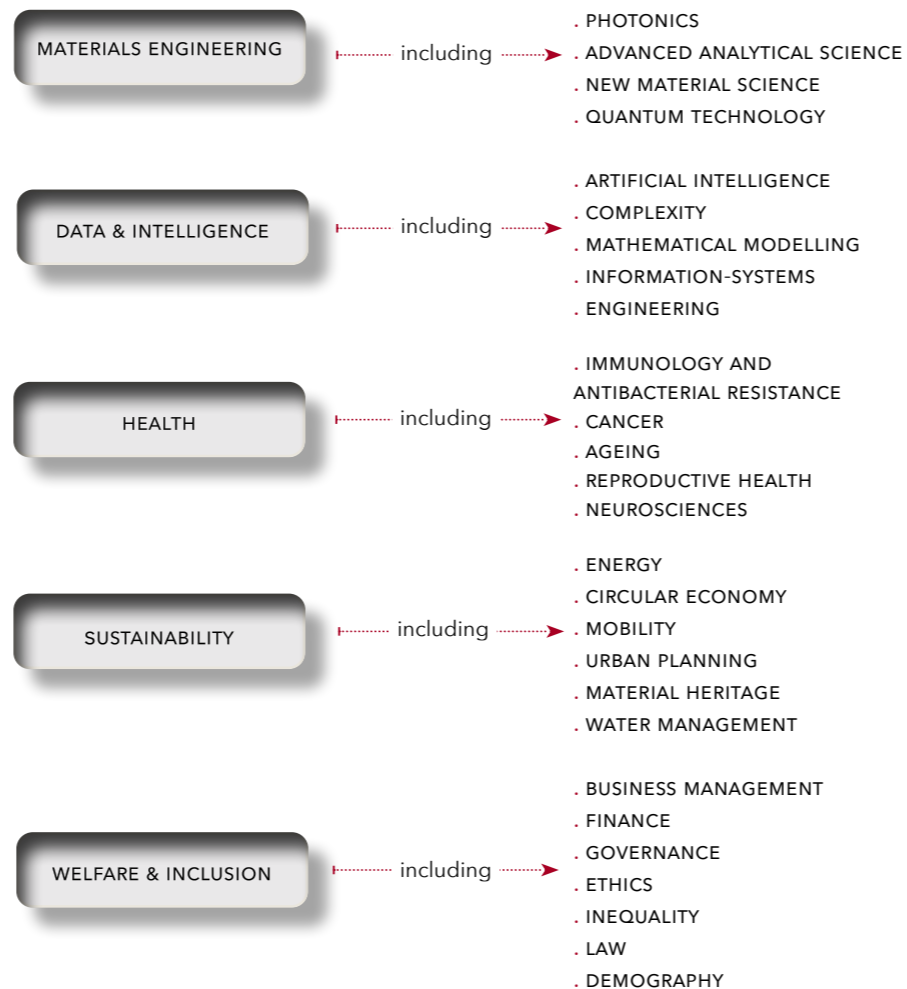 MATERIALS ENGINEERING
including
. PHOTONICS
. ADVANCED ANALYTICAL SCIENCE
. NEW MATERIAL SCIENCE
. QUANTUM TECHNOLOGY
DATA & INTELLIGENCE
including
. ARTIFICIAL INTELLIGENCE
. COMPLEXITY
. MATHEMATICAL MODELLING
. INFORMATION-SYSTEMS
. ENGINEERING
HEALTH
including
. IMMUNOLOGY AND
ANTIBACTERIAL RESISTANCE
. CANCER
. AGEING
. REPRODUCTIVE HEALTH
. NEUROSCIENCES
SUSTAINABILITY
including
. ENERGY
. CIRCULAR ECONOMY
. MOBILITY
. URBAN PLANNING
. MATERIAL HERITAGE
. WATER MANAGEMENT
WELFARE & INCLUSION
including
. BUSINESS MANAGEMENT
. FINANCE
. GOVERNANCE
. ETHICS
. INEQUALITY
. LAW
. DEMOGRAPHY